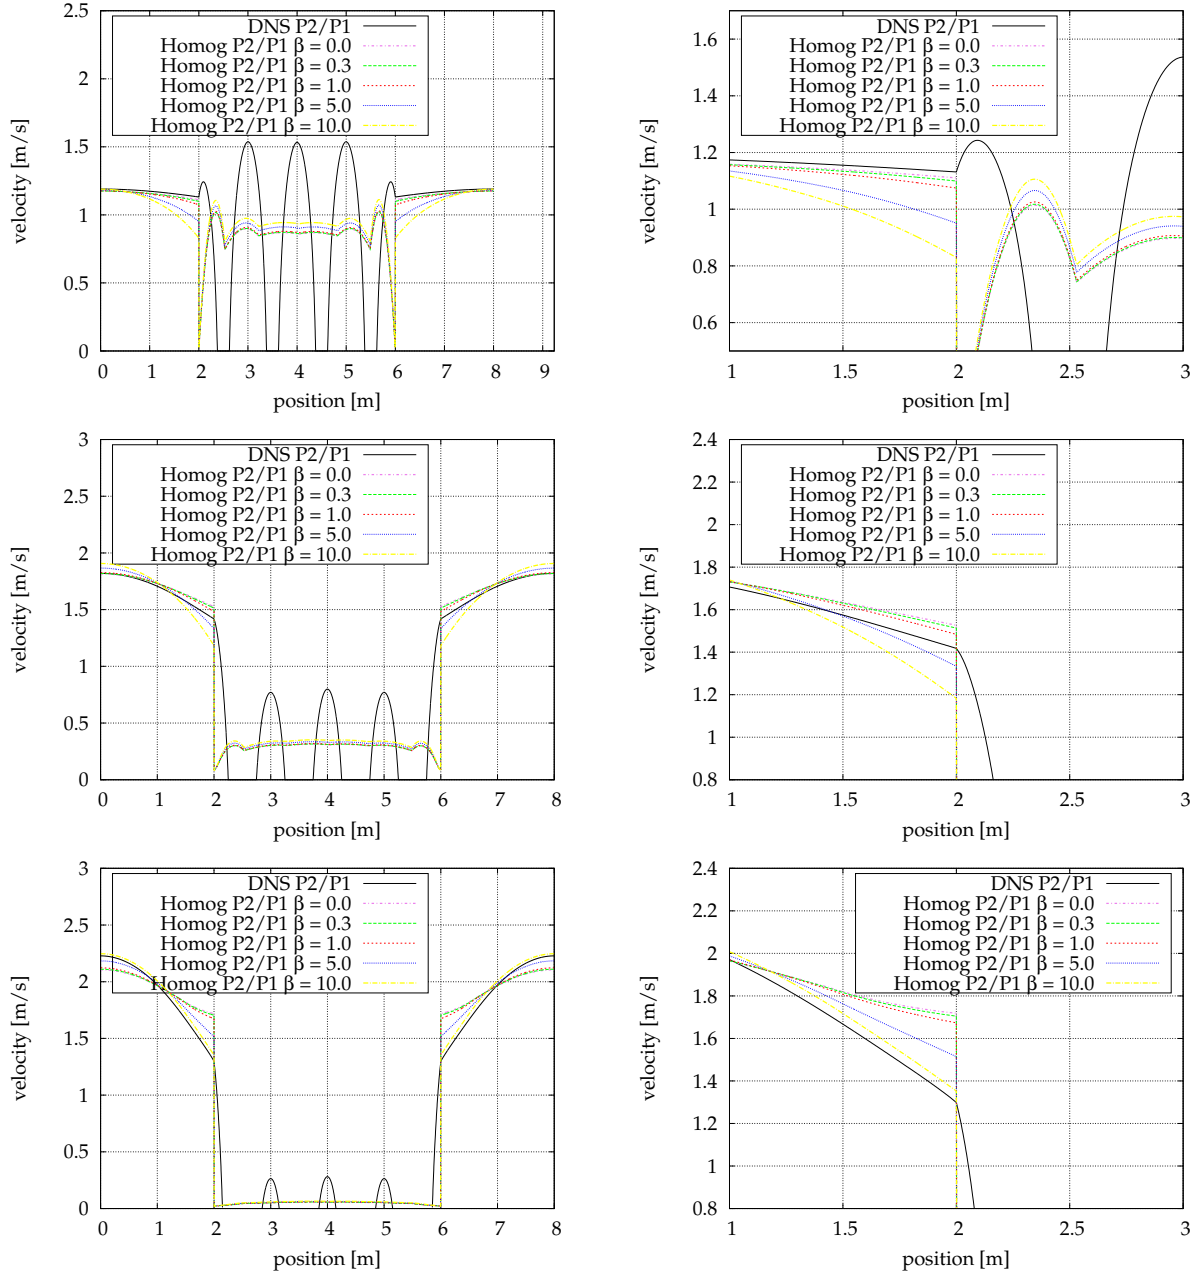 velocity [m/s]
2.5
2
1.5
1
0.5
0
0 1 2 3 4 5 6 7 8 9
position [m]
DNS P2/P1
Homog P2/P1 β = 0.0
Homog P2/P1 β = 0.3
Homog P2/P1 β = 1.0
Homog P2/P1 β = 5.0
Homog P2/P1 β = 10.0
velocity [m/s]
1.6
1.4
1.2
1
0.8
0.6
1 1.5 2 2.5 3
position [m]
DNS P2/P1
Homog P2/P1 β = 0.0
Homog P2/P1 β = 0.3
Homog P2/P1 β = 1.0
Homog P2/P1 β = 5.0
Homog P2/P1 β = 10.0
velocity [m/s]
3
2.5
2
1.5
1
0.5
0
0 1 2 3 4 5 6 7 8
position [m]
DNS P2/P1
Homog P2/P1 β = 0.0
Homog P2/P1 β = 0.3
Homog P2/P1 β = 1.0
Homog P2/P1 β = 5.0
Homog P2/P1 β = 10.0
velocity [m/s]
2.4
2.2
2
1.8
1.6
1.4
1.2
1
0.8
1 1.5 2 2.5 3
position [m]
DNS P2/P1
Homog P2/P1 β = 0.0
Homog P2/P1 β = 0.3
Homog P2/P1 β = 1.0
Homog P2/P1 β = 5.0
Homog P2/P1 β = 10.0
velocity [m/s]
3
2.5
2
1.5
1
0.5
0
0 1 2 3 4 5 6 7 8
position [m]
DNS P2/P1
Homog P2/P1 β = 0.0
Homog P2/P1 β = 0.3
Homog P2/P1 β = 1.0
Homog P2/P1 β = 5.0
Homog P2/P1 β = 10.0
velocity [m/s]
2.4
2.2
2
1.8
1.6
1.4
1.2
1
0.8
1 1.5 2 2.5 3
position [m]
DNS P2/P1
Homog P2/P1 β = 0.0
Homog P2/P1 β = 0.3
Homog P2/P1 β = 1.0
Homog P2/P1 β = 5.0
Homog P2/P1 β = 10.0